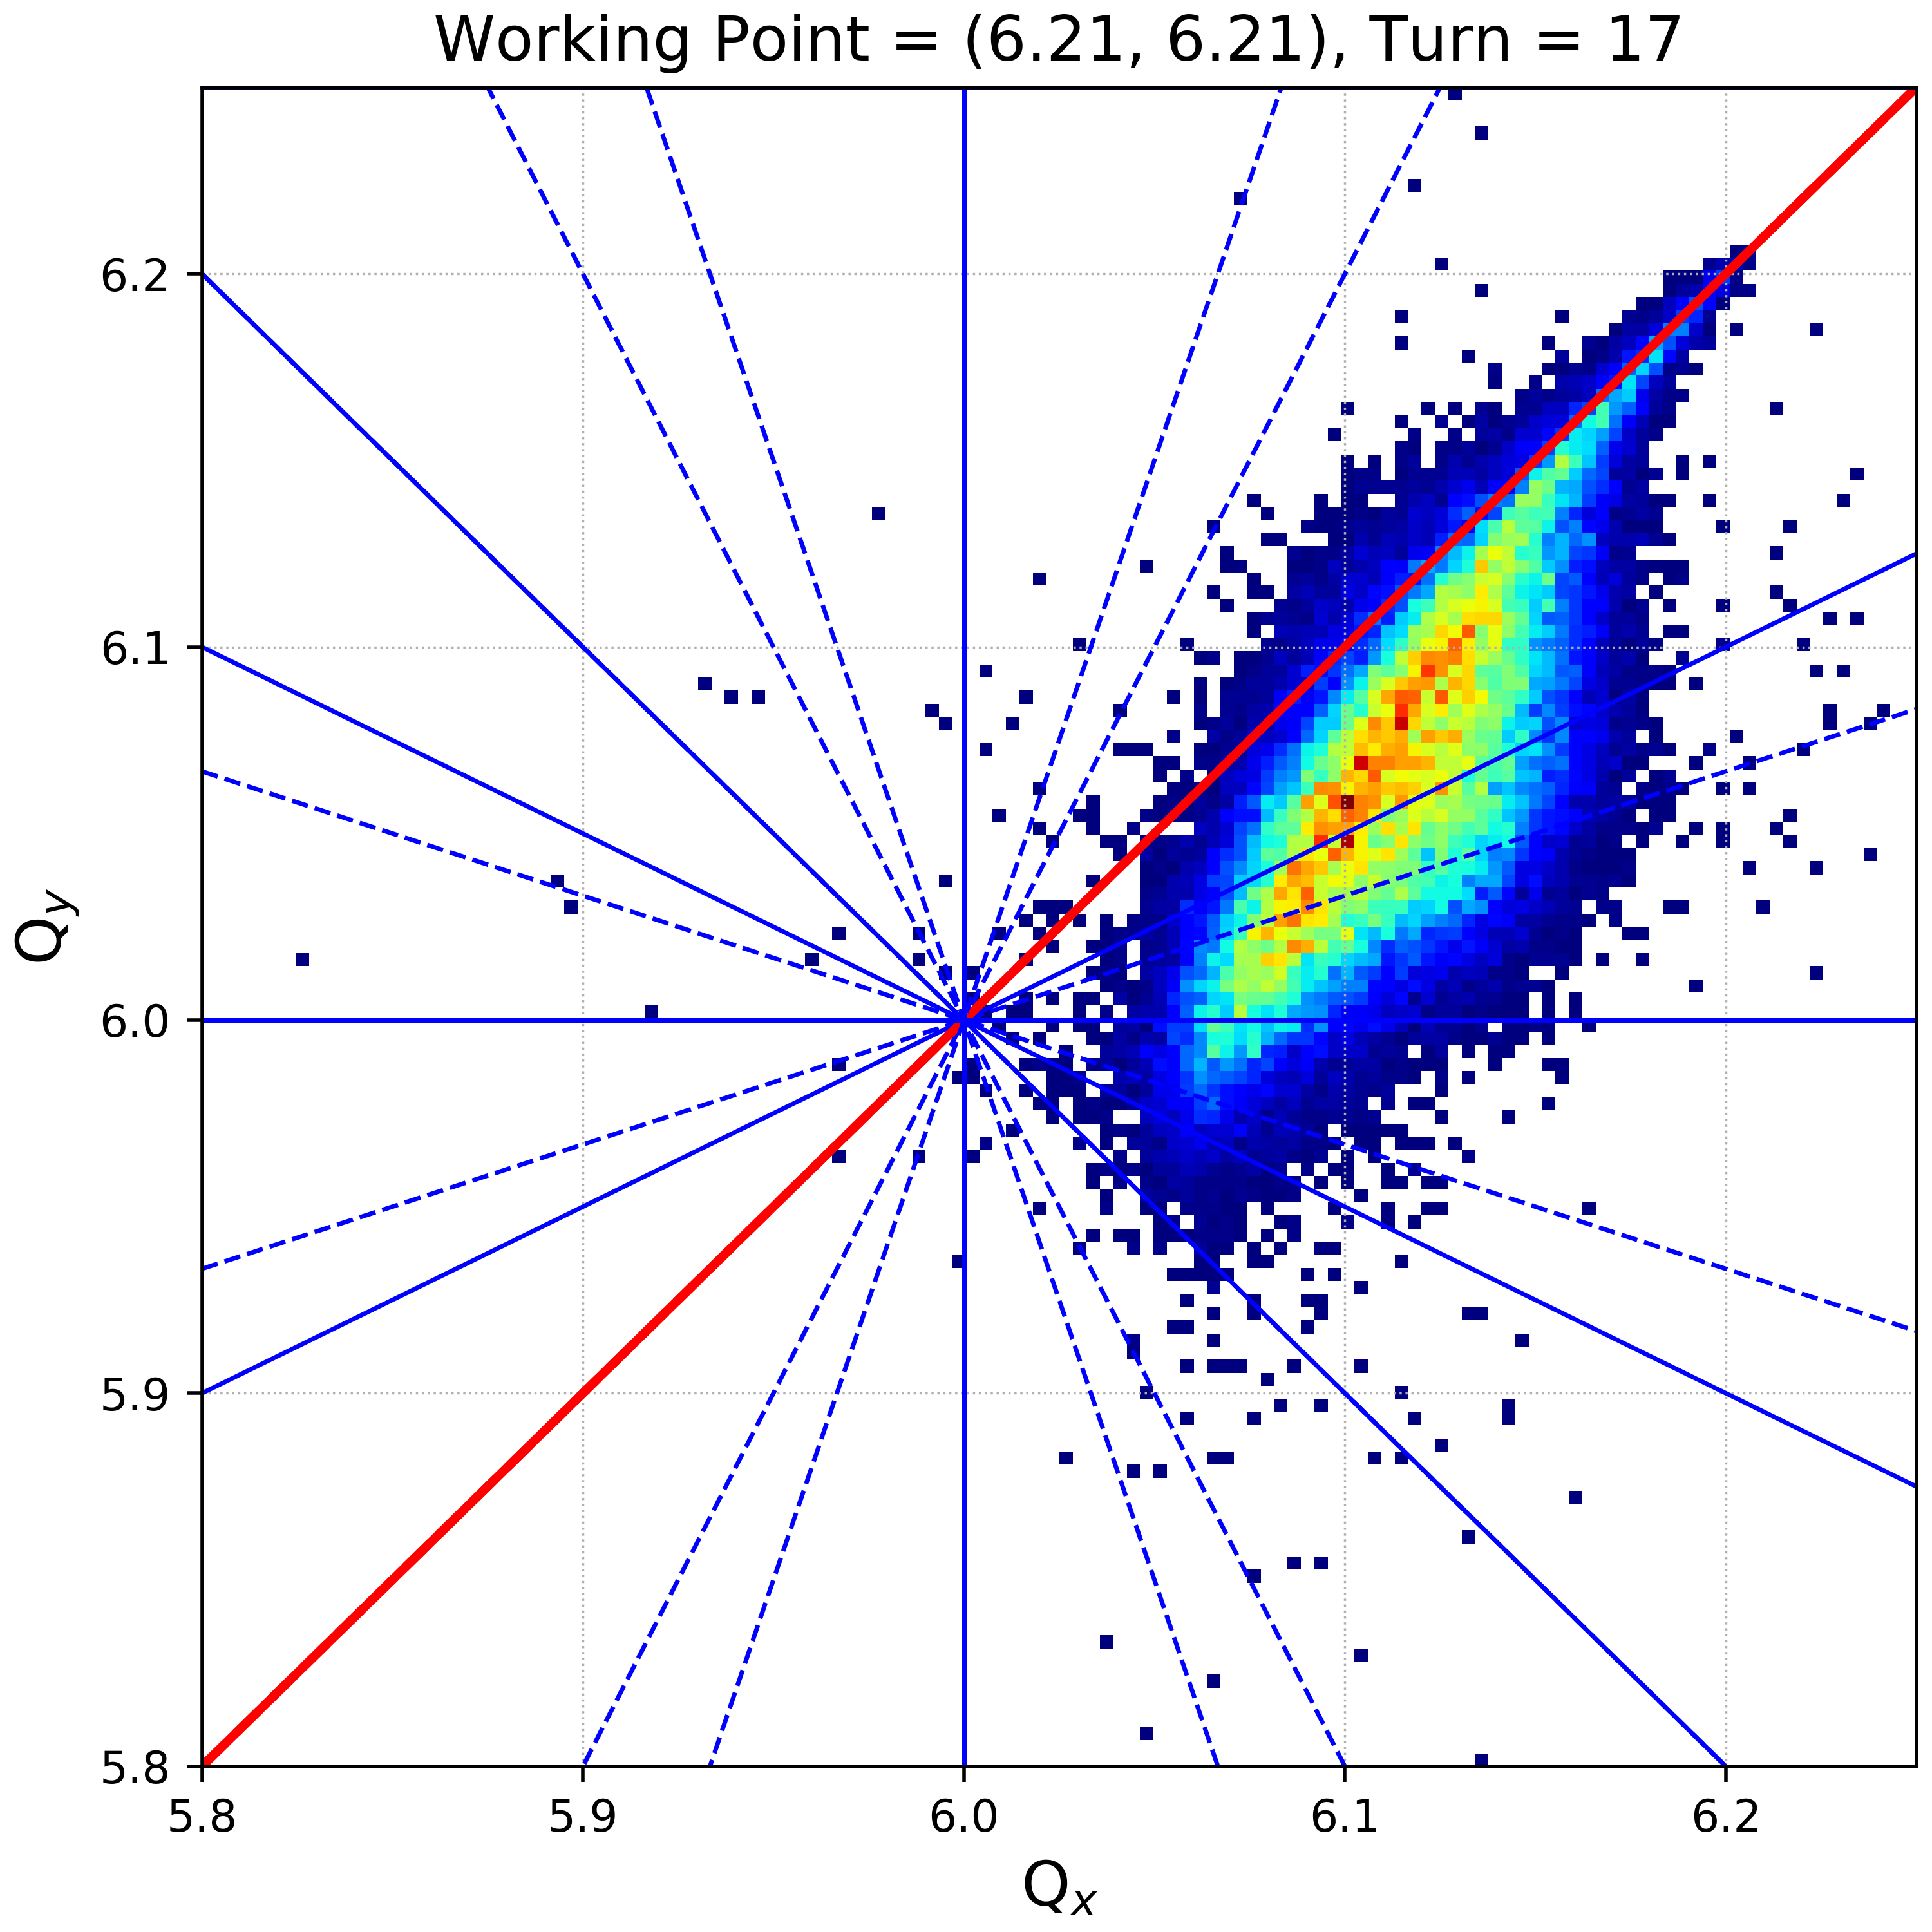 Working Point = (6.21, 6.21), Turn = 17
6.2
6.1
6.0
5.9
5.8
Qy
5.8 5.9 6.0 6.1 6.2
Qx